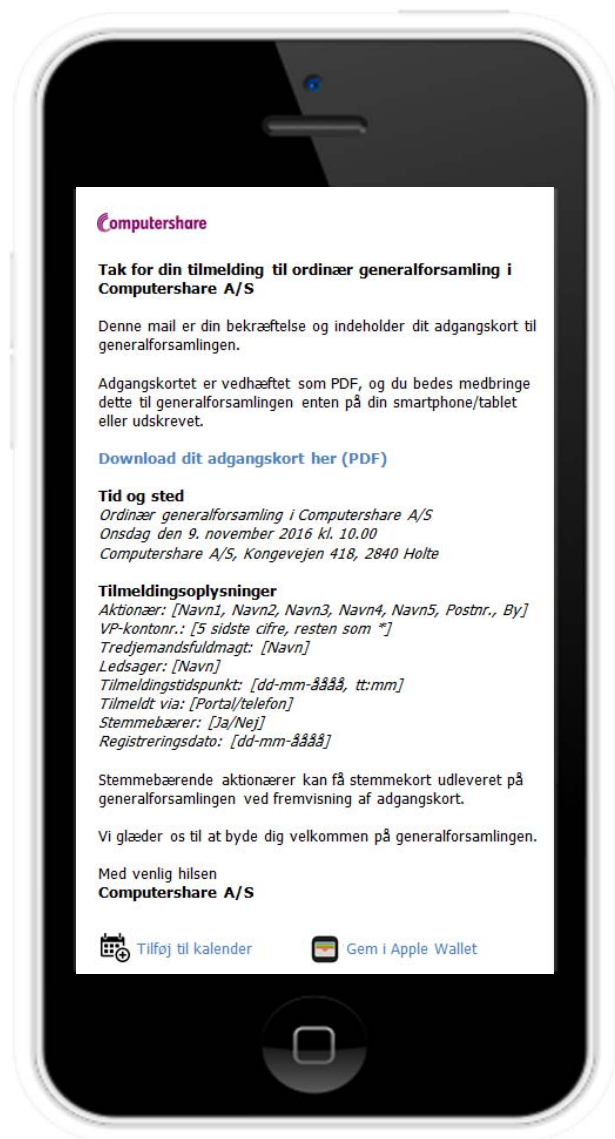 Computershare
Tak for din tilmelding til ordinær generalforsamling i
Computershare A/S
Denne mail er din bekræftelse og indeholder dit adgangskort til
generalforsamlingen.
Adgangskortet er vedhæftet som PDF, og du bedes medbringe
dette til generalforsamlingen enten på din smartphone/tablet
eller udskrevet.
Download dit adgangskort her (PDF)
Tid og sted
Ordinær generalforsamling i Computershare A/S
Onsdag den 9. november 2016 kl. 10.00
Computershare A/S, Kongevejen 418, 2840 Holte
Tilmeldingsoplysninger
Aktionær: [Navn1, Navn2, Navn3, Navn4, Navn5, Postnr., By]
VP-kontonr.: [5 sidste cifre, resten som *]
Tredjemandsfuldmagt: [Navn]
Ledsager: [Navn]
Tilmeldingstidspunkt: [dd-mm-åååå, tt:mm]
Tilmeldt via: [Portal/telefon]
Stemmebærer: [Ja/Nej]
Registreringsdato: [dd-mm-åååå]
Stemmebærende aktionærer kan få stemmekort udleveret på
generalforsamlingen ved fremvisning af adgangskort.
Vi glæder os til at byde dig velkommen på generalforsamlingen.
Med venlig hilsen
Computershare A/S
Tilføj til kalender
Gem i Apple Wallet